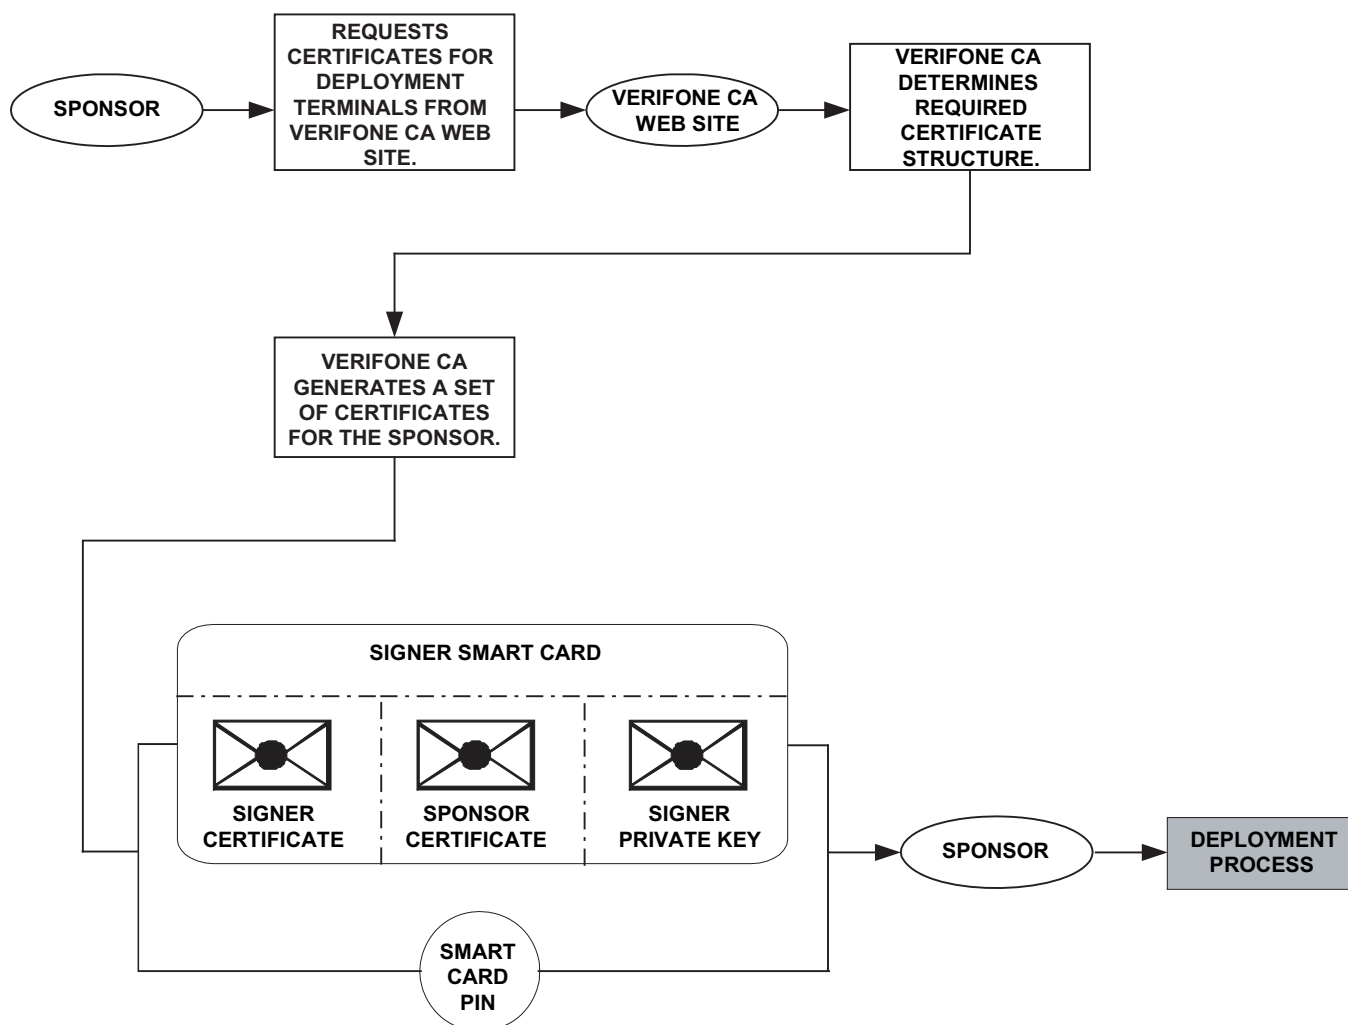 SPONSOR
REQUESTS
CERTIFICATES FOR
DEPLOYMENT
TERMINALS FROM
VERIFONE CA WEB
SITE.
VERIFONE CA
WEB SITE
VERIFONE CA
DETERMINES
REQUIRED
CERTIFICATE
STRUCTURE.
VERIFONE CA
GENERATES A SET
OF CERTIFICATES
FOR THE SPONSOR.
SIGNER SMART CARD
SIGNER
CERTIFICATE
SPONSOR
CERTIFICATE
SIGNER
PRIVATE KEY
SMART
CARD
PIN
SPONSOR
DEPLOYMENT
PROCESS